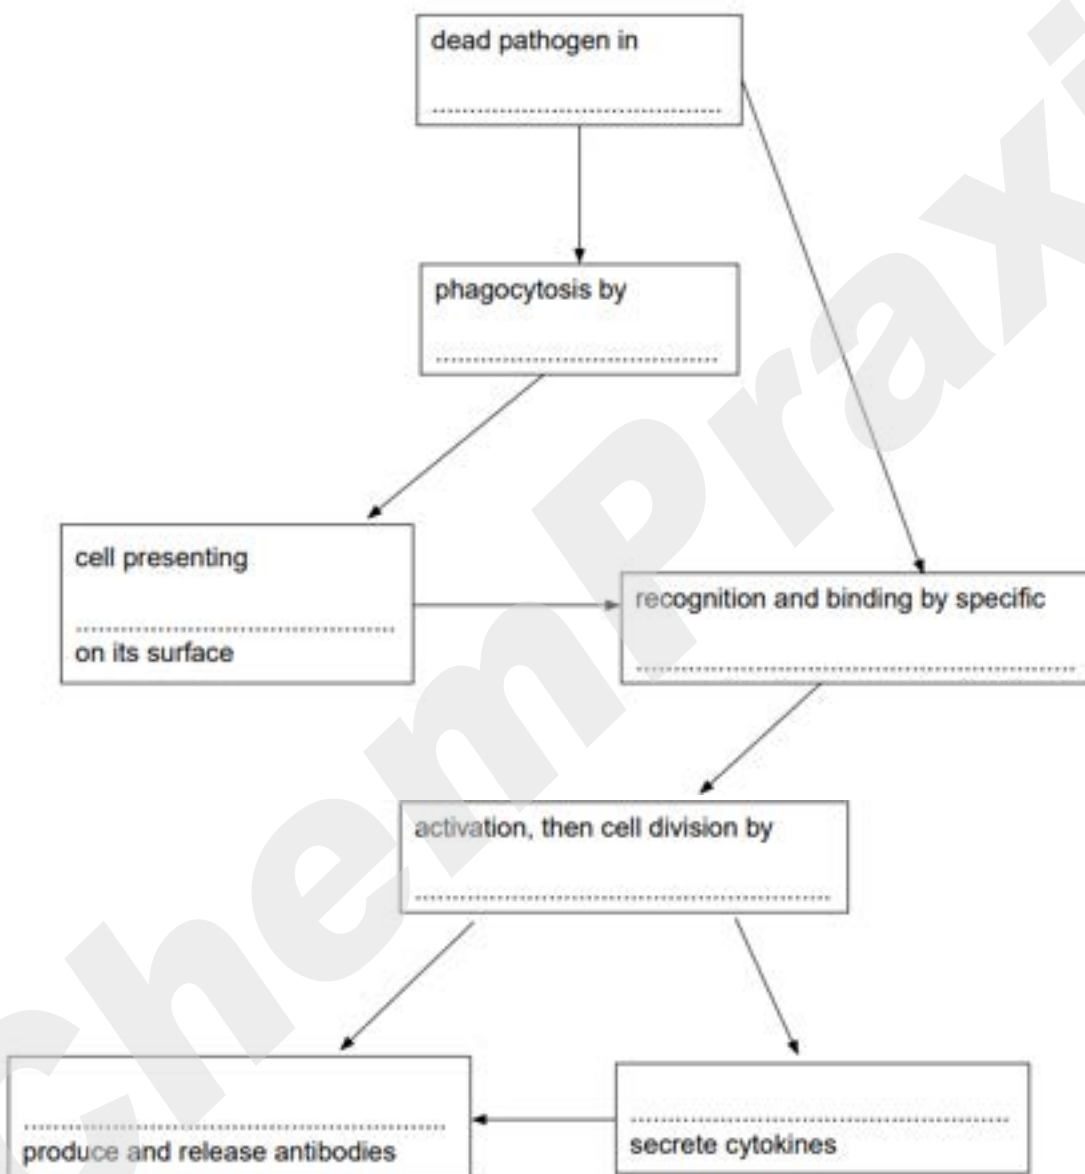 dead pathogen in
................................................
phagocytosis by
................................................
cell presenting
................................................
on its surface
recognition and binding by specific
................................................
activation, then cell division by
................................................
................................................
produce and release antibodies
................................................
secrete cytokines
ChemPraxi